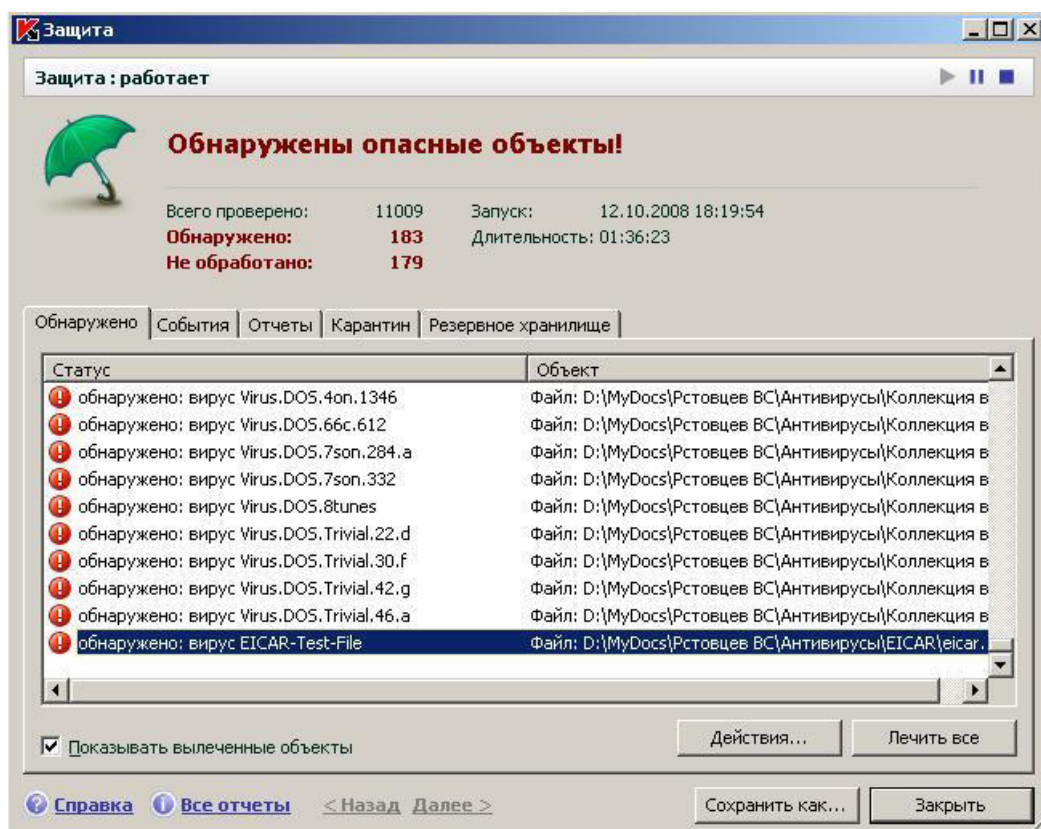 Защита
Защита : работает
Обнаружены опасные объекты!
Всего проверено: 11009 Запуск: 12.10.2008 18:19:54
Обнаружено: 183 Длительность: 01:36:23
Не обработано: 179
Обнаружено События Отчеты Карантин Резервное хранилище
Статус Объект
обнаружено: вирус Virus.DOS.4on.1346 Файл: D:\MyDocs\Рстовцев ВС\Антивирусы\Коллекция в
обнаружено: вирус Virus.DOS.66c.612 Файл: D:\MyDocs\Рстовцев ВС\Антивирусы\Коллекция в
обнаружено: вирус Virus.DOS.7son.284.a Файл: D:\MyDocs\Рстовцев ВС\Антивирусы\Коллекция в
обнаружено: вирус Virus.DOS.7son.332 Файл: D:\MyDocs\Рстовцев ВС\Антивирусы\Коллекция в
обнаружено: вирус Virus.DOS.8tunes Файл: D:\MyDocs\Рстовцев ВС\Антивирусы\Коллекция в
обнаружено: вирус Virus.DOS.Trivial.22.d Файл: D:\MyDocs\Рстовцев ВС\Антивирусы\Коллекция в
обнаружено: вирус Virus.DOS.Trivial.30.f Файл: D:\MyDocs\Рстовцев ВС\Антивирусы\Коллекция в
обнаружено: вирус Virus.DOS.Trivial.42.g Файл: D:\MyDocs\Рстовцев ВС\Антивирусы\Коллекция в
обнаружено: вирус Virus.DOS.Trivial.46.a Файл: D:\MyDocs\Рстовцев ВС\Антивирусы\Коллекция в
обнаружено: вирус EICAR-Test-File Файл: D:\MyDocs\Рстовцев ВС\Антивирусы\EICAR\eicar.
Показывать вылеченные объекты Действия... Лечить все
Справка Все отчеты < Назад Далее > Сохранить как... Закрыть